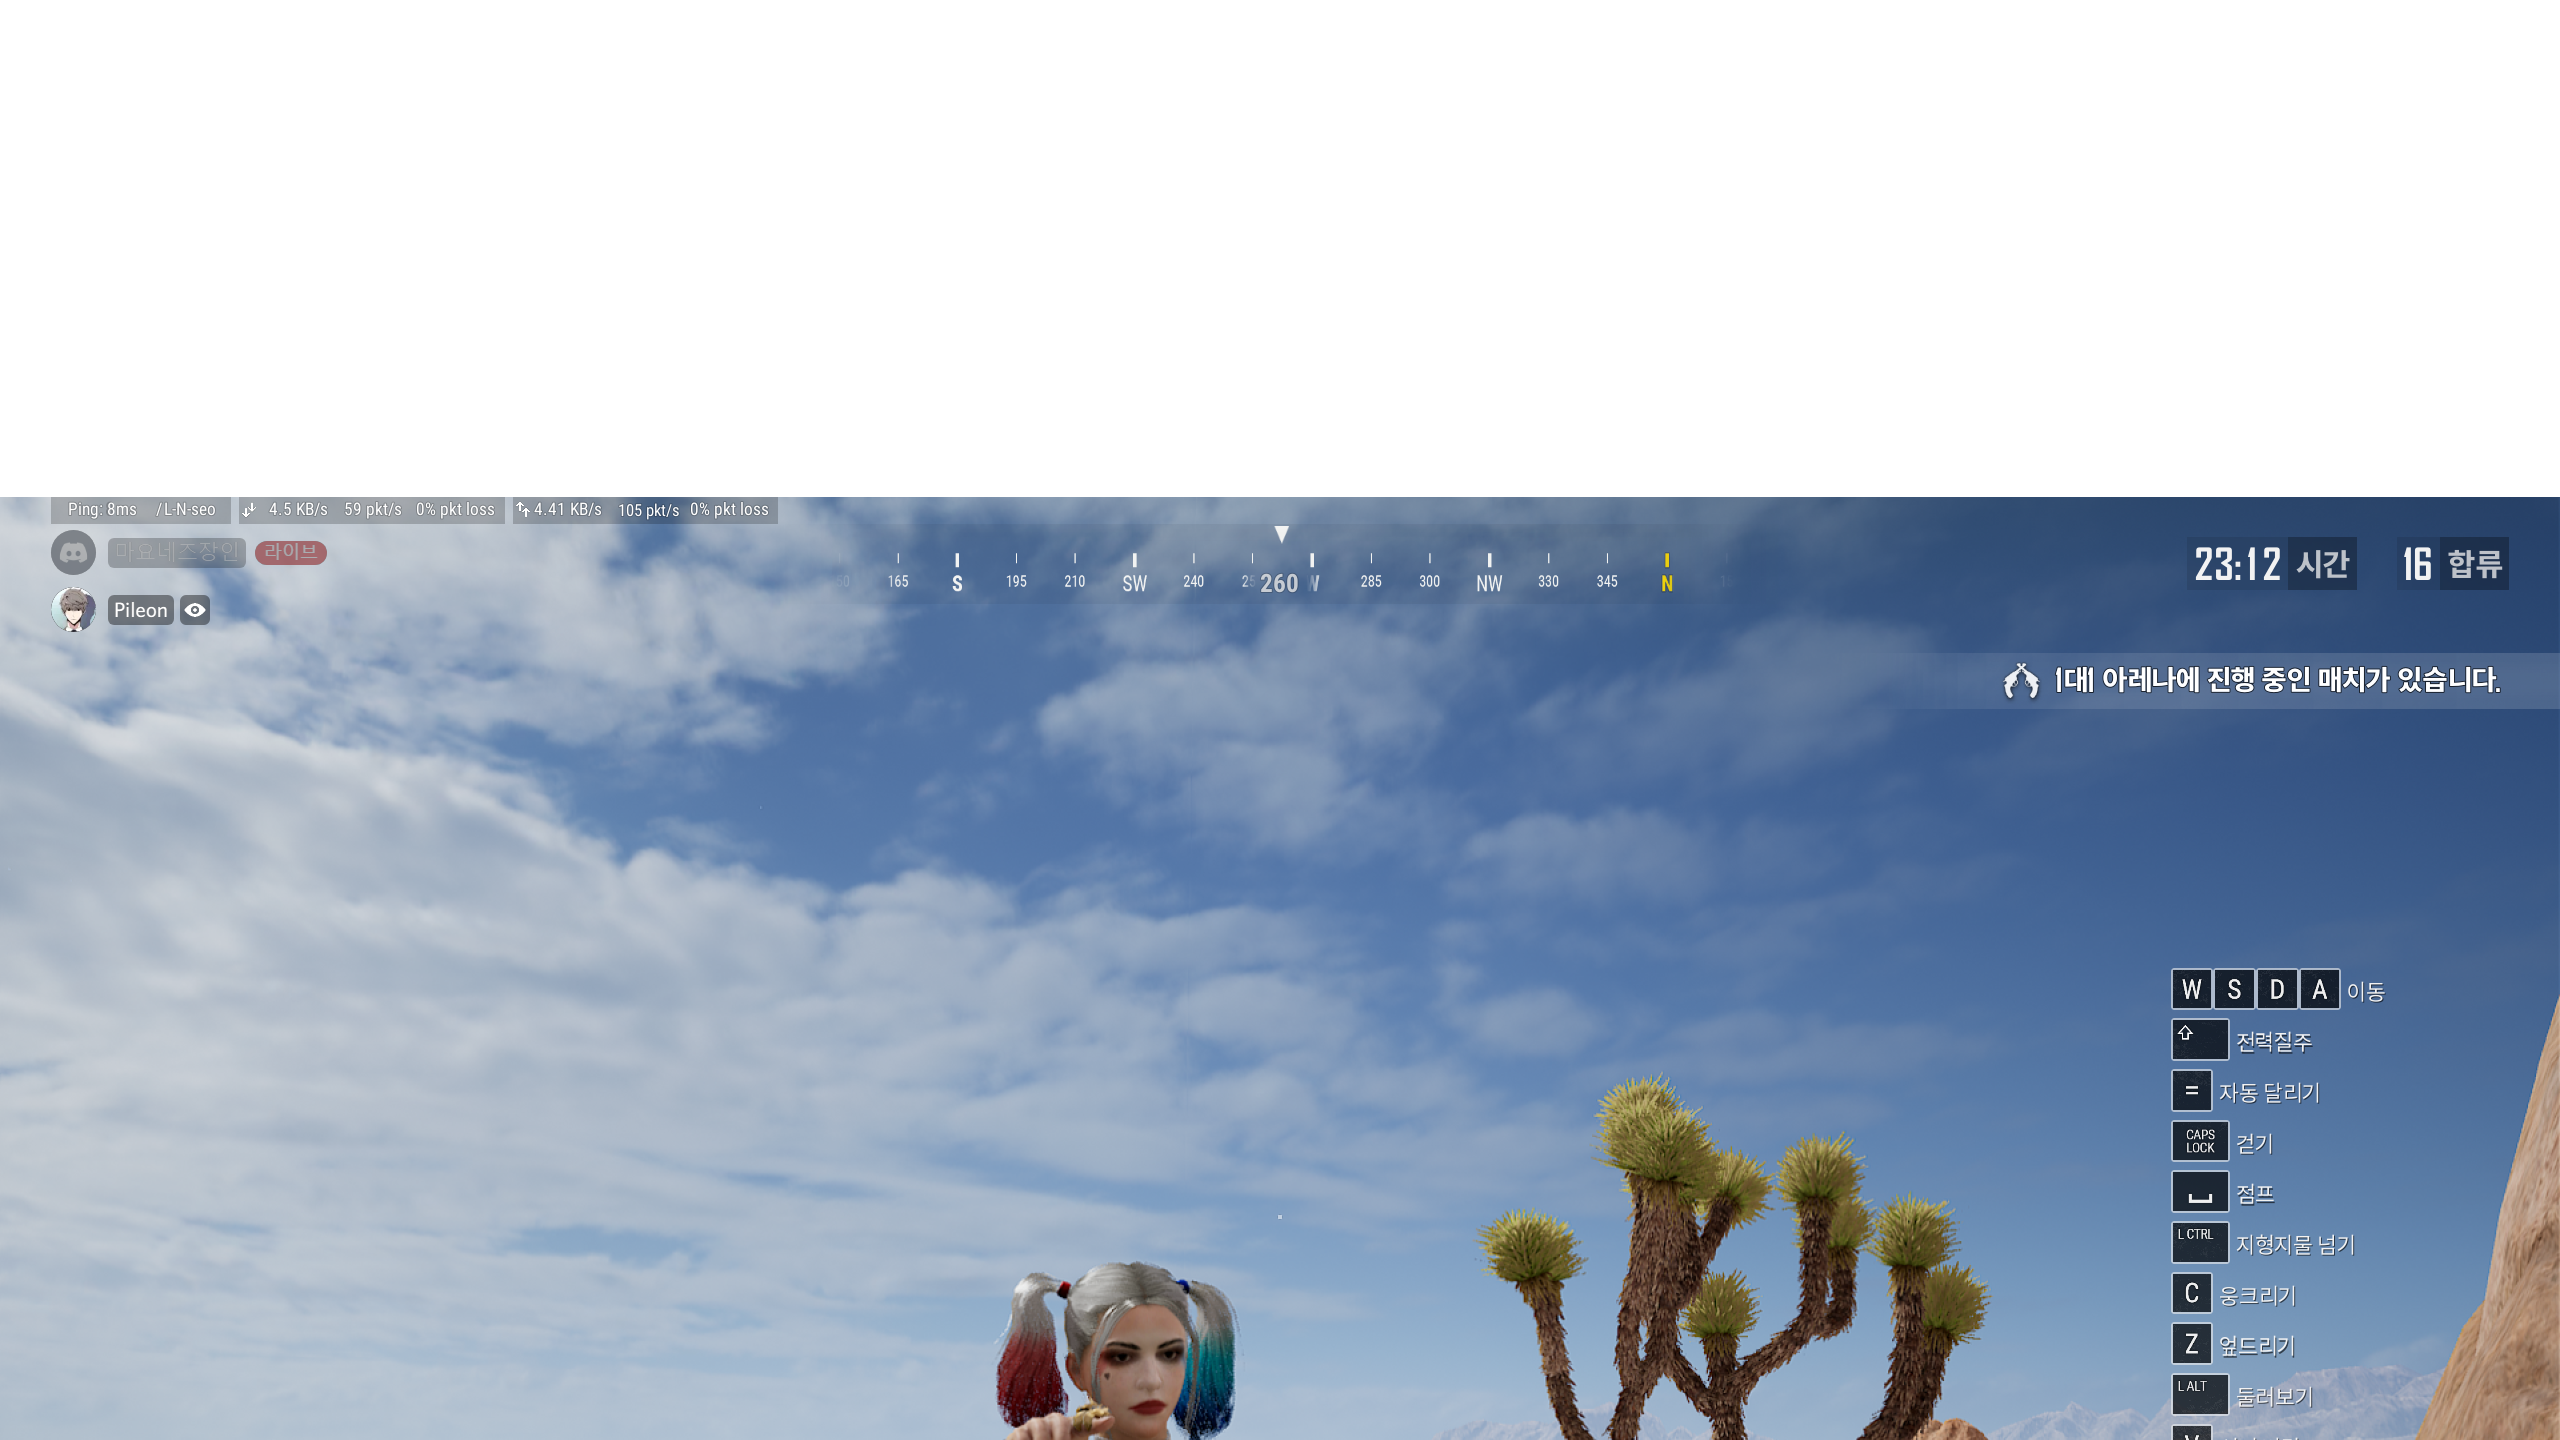 Ping: 8ms /L-N-seo 4.5 KB/s 59 pkt/s 0% pkt loss 4.41 KB/s 105 pkt/s 0% pkt loss
마요네즈장인 라이브
Pileon
165 S 195 210 SW 240 260 W 285 300 NW 330 345 N
23:12 시간 16 합류
1대1 아레나에 진행 중인 매치가 있습니다.
W S D A 이동
전력질주
= 자동 달리기
CAPS LOCK 걷기
점프
L CTRL 지형지물 넘기
C 웅크리기
Z 엎드리기
L ALT 둘러보기